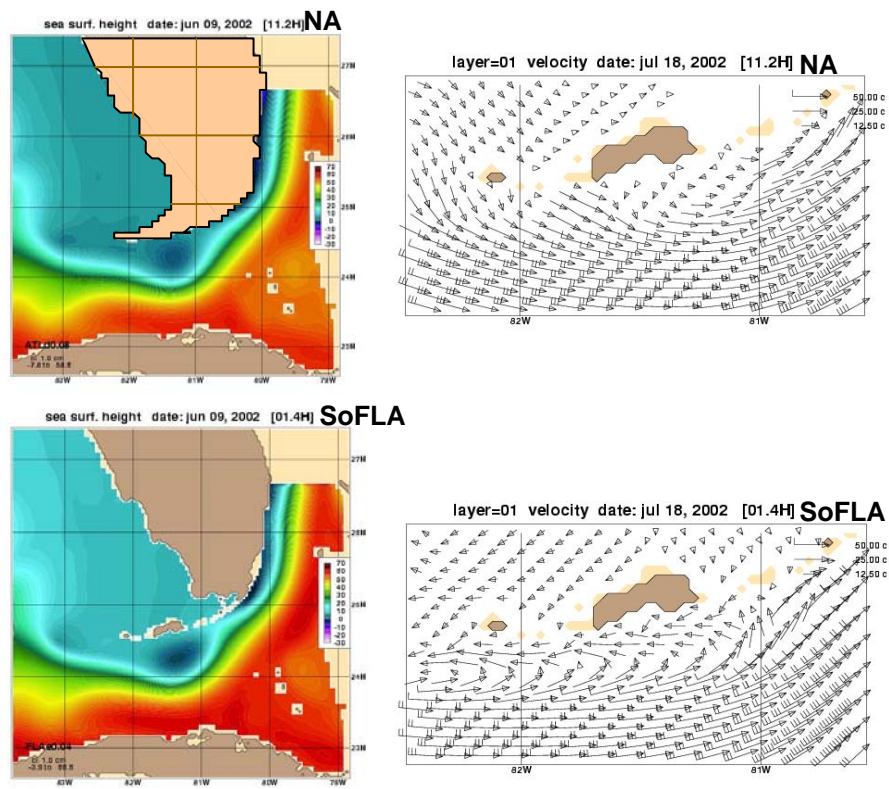 sea surf. height date: jun 09, 2002 [11.2H] NA
27N
26N
25N
24N
23N
70
60
50
40
30
20
10
0
-10
-20
-30
82W 81W 80W 79W
layer=01 velocity date: jul 18, 2002 [11.2H] NA
50.00 c
25.00 c
12.50 c
82W 81W
sea surf. height date: jun 09, 2002 [01.4H] SoFLA
27N
26N
25N
24N
23N
70
60
50
40
30
20
10
0
-10
-20
-30
82W 81W 80W 79W
layer=01 velocity date: jul 18, 2002 [01.4H] SoFLA
50.00 c
25.00 c
12.50 c
82W 81W